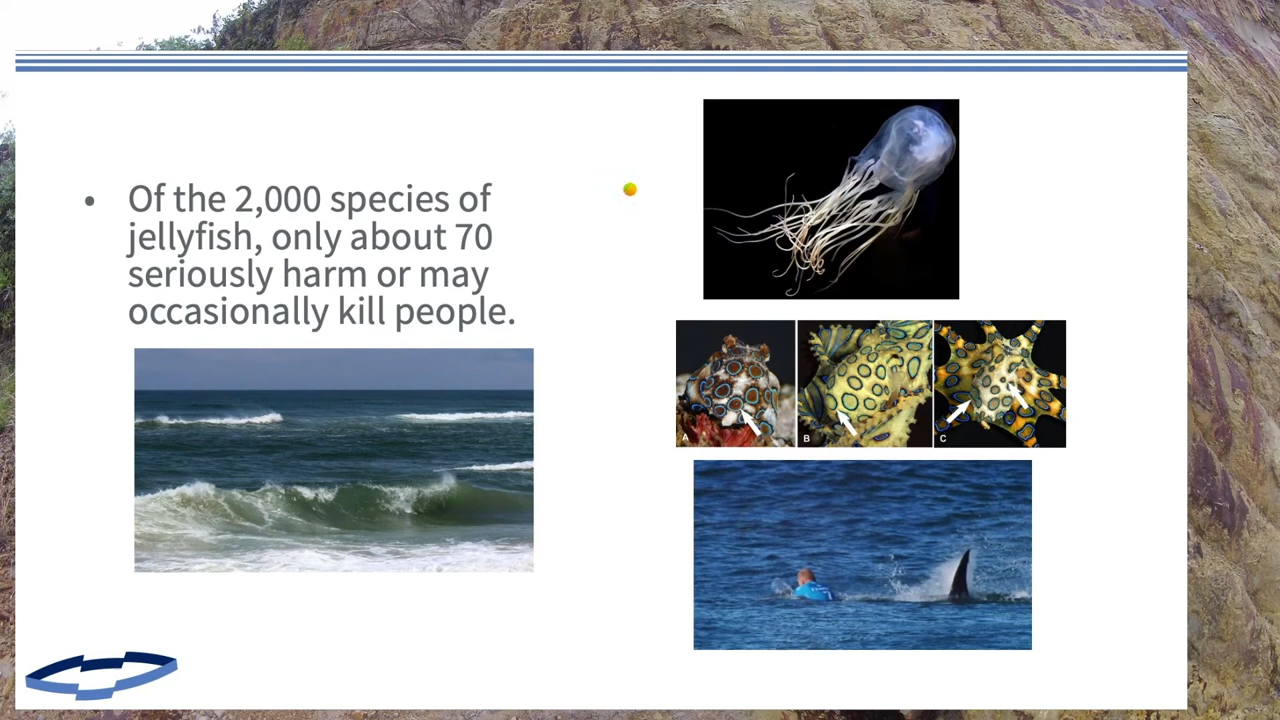 • Of the 2,000 species of
jellyfish, only about 70
seriously harm or may
occasionally kill people.
A
B
C